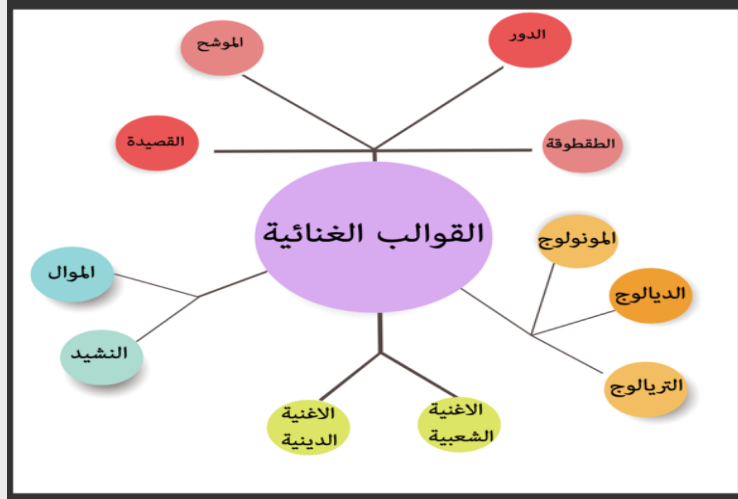 الدور
الموشح
الطقطوقة
القصيدة
القوالب الغنائية
المونولوج
الديالوج
التريالوج
الموال
النشيد
الاغنية
الشعبية
الاغنية
الدينية